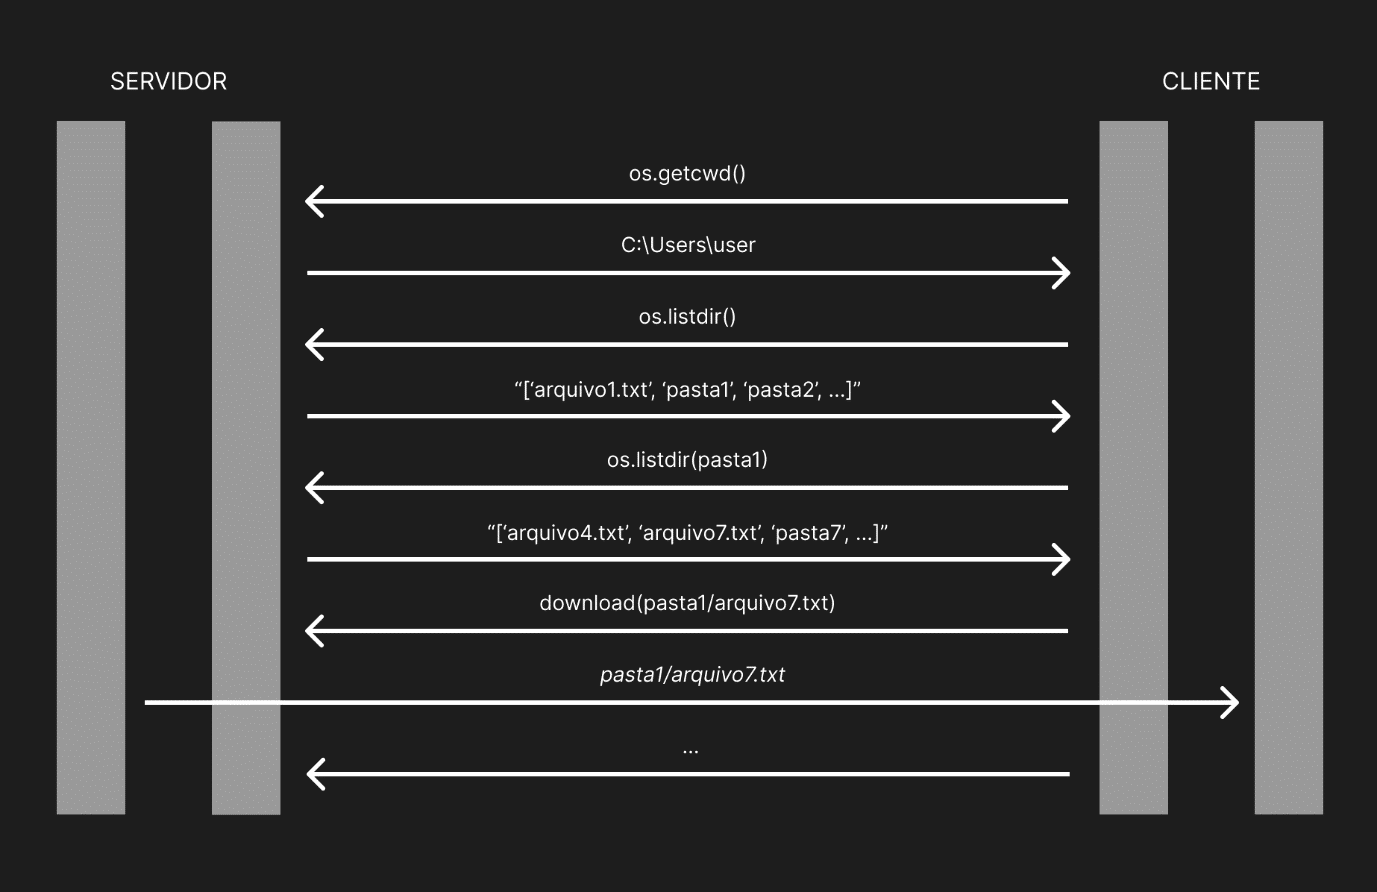 SERVIDOR
CLIENTE
os.getcwd()
C:\Users\user
os.listdir()
“[‘arquivo1.txt’, ‘pasta1’, ‘pasta2’, ...]”
os.listdir(pasta1)
“[‘arquivo4.txt’, ‘arquivo7.txt’, ‘pasta7’, ...]”
download(pasta1/arquivo7.txt)
pasta1/arquivo7.txt
...